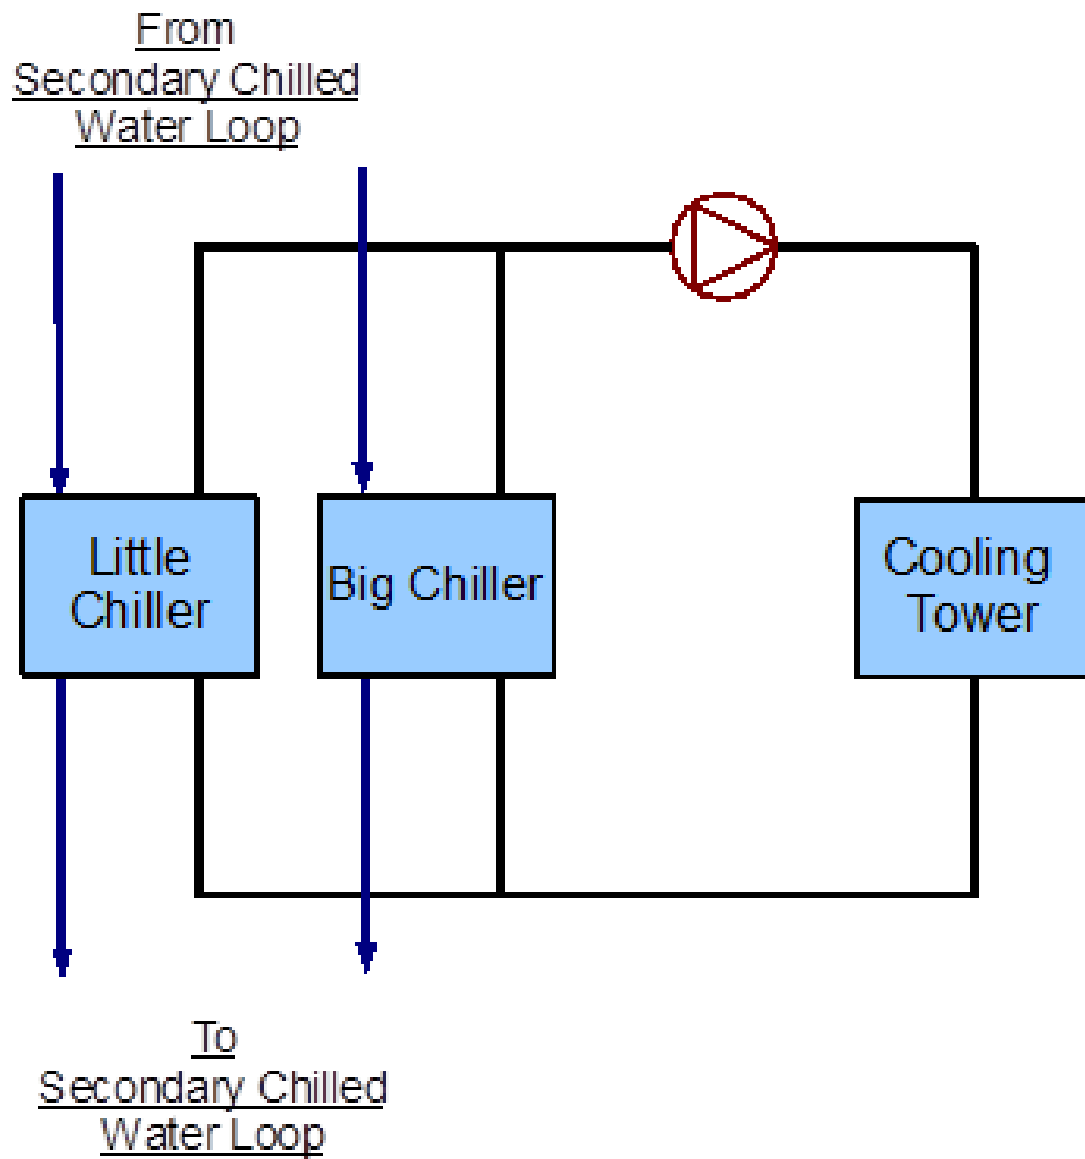 From
Secondary Chilled
Water Loop
Little
Chiller
Big Chiller
Cooling
Tower
To
Secondary Chilled
Water Loop